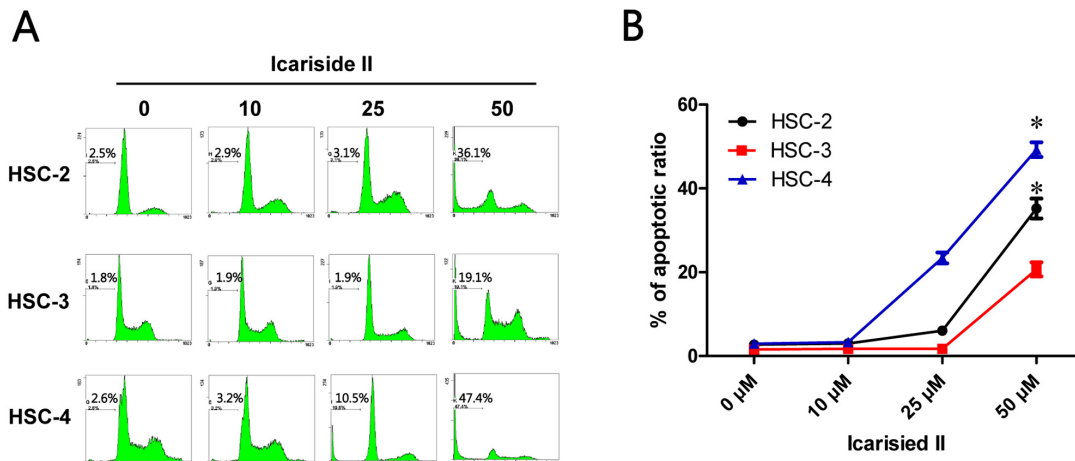 A
Icariside II
0 10 25 50
HSC-2
2.5%
2.9%
3.1%
36.1%
HSC-3
1.8%
1.9%
1.9%
19.1%
HSC-4
2.6%
3.2%
10.5%
47.4%
B
HSC-2
HSC-3
HSC-4
% of apoptotic ratio
60
40
20
0
*
*
0 µM
10 µM
25 µM
50 µM
Icarisied II